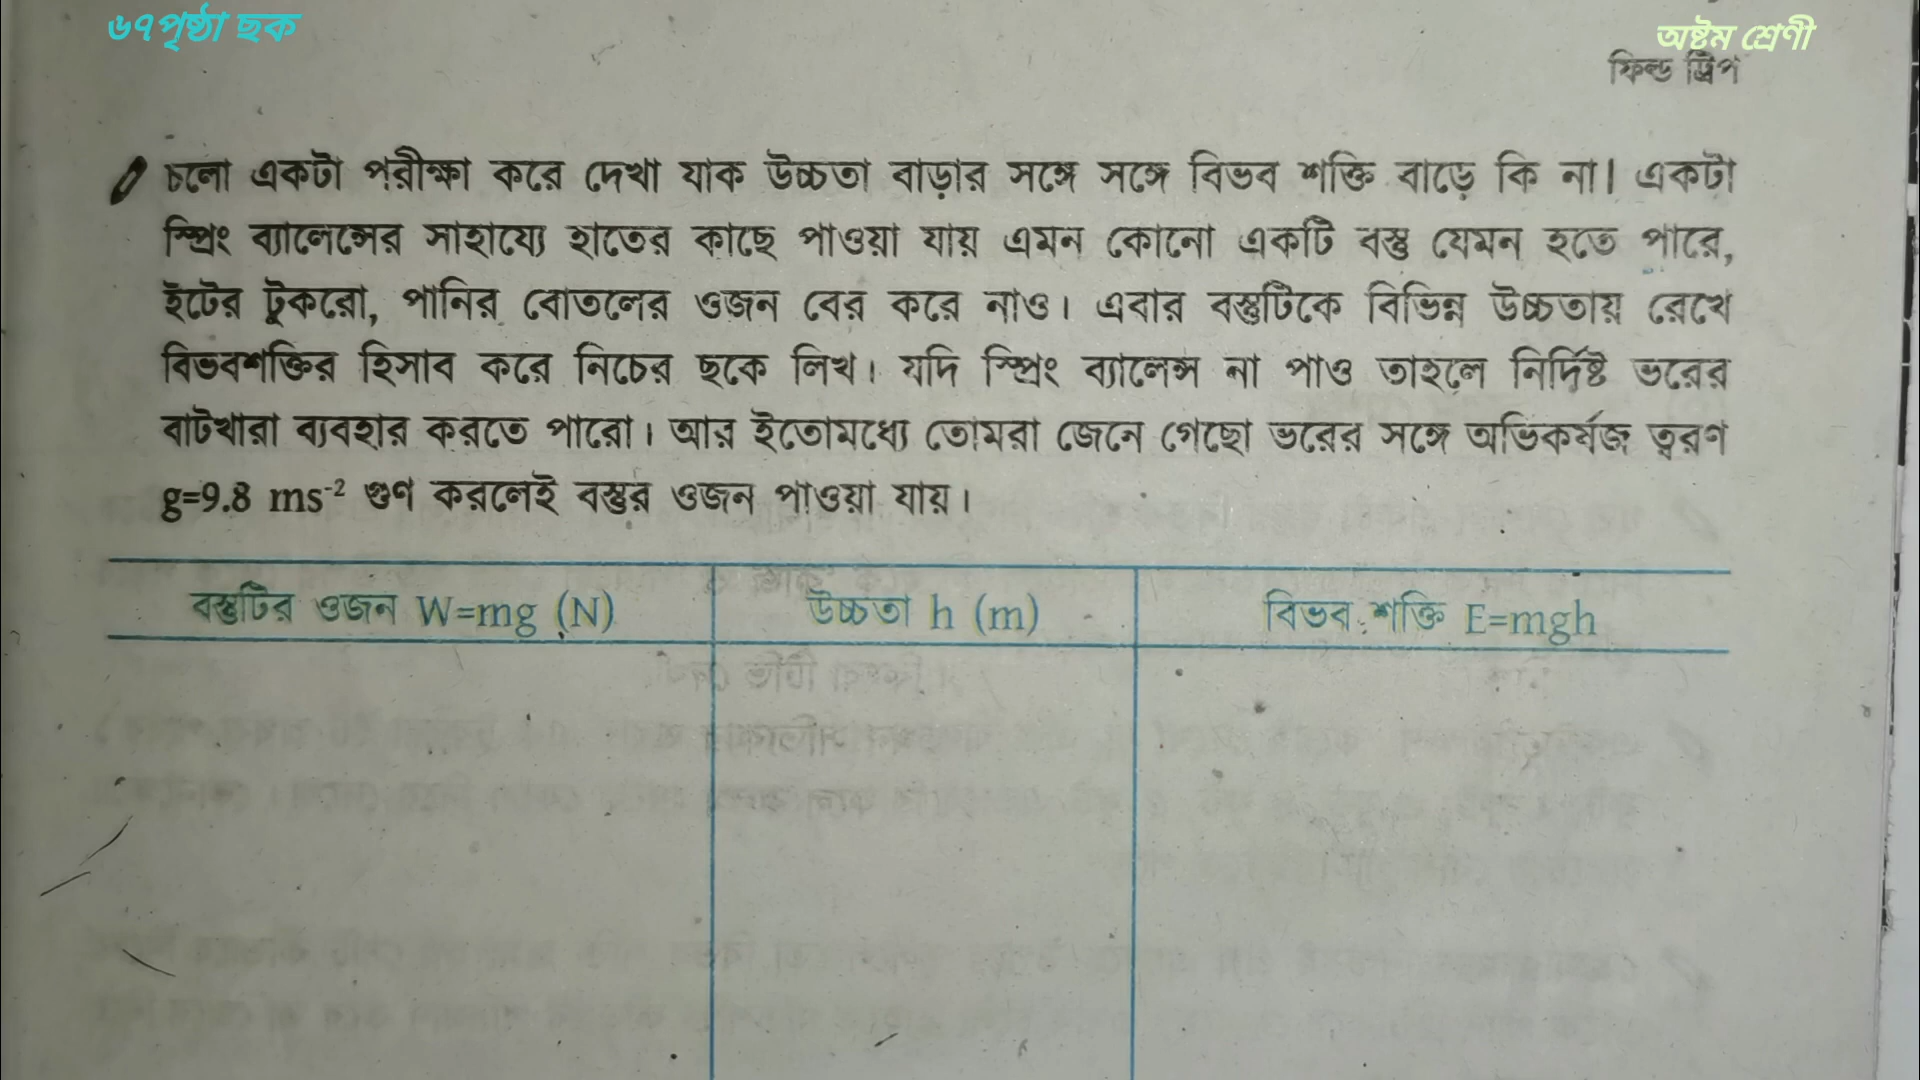 ৬৭পৃষ্ঠা ছক
অষ্টম শ্রেণী
ফিল্ড ট্রিপ
চলো একটা পরীক্ষা করে দেখা যাক উচ্চতা বাড়ার সঙ্গে সঙ্গে বিভব শক্তি বাড়ে কি না। একটা
স্প্রিং ব্যালেন্সের সাহায্যে হাতের কাছে পাওয়া যায় এমন কোনো একটি বস্তু যেমন হতে পারে,
ইটের টুকরো, পানির বোতলের ওজন বের করে নাও। এবার বস্তুটিকে বিভিন্ন উচ্চতায় রেখে
বিভবশক্তির হিসাব করে নিচের ছকে লিখ। যদি স্প্রিং ব্যালেন্স না পাও তাহলে নির্দিষ্ট ভরের
বাটখারা ব্যবহার করতে পারো। আর ইতোমধ্যে তোমরা জেনে গেছো ভরের সঙ্গে অভিকর্ষজ ত্বরণ
g=9.8 ms⁻² গুণ করলেই বস্তুর ওজন পাওয়া যায়।
বস্তুটির ওজন W=mg (N) উচ্চতা h (m) বিভব শক্তি E=mgh